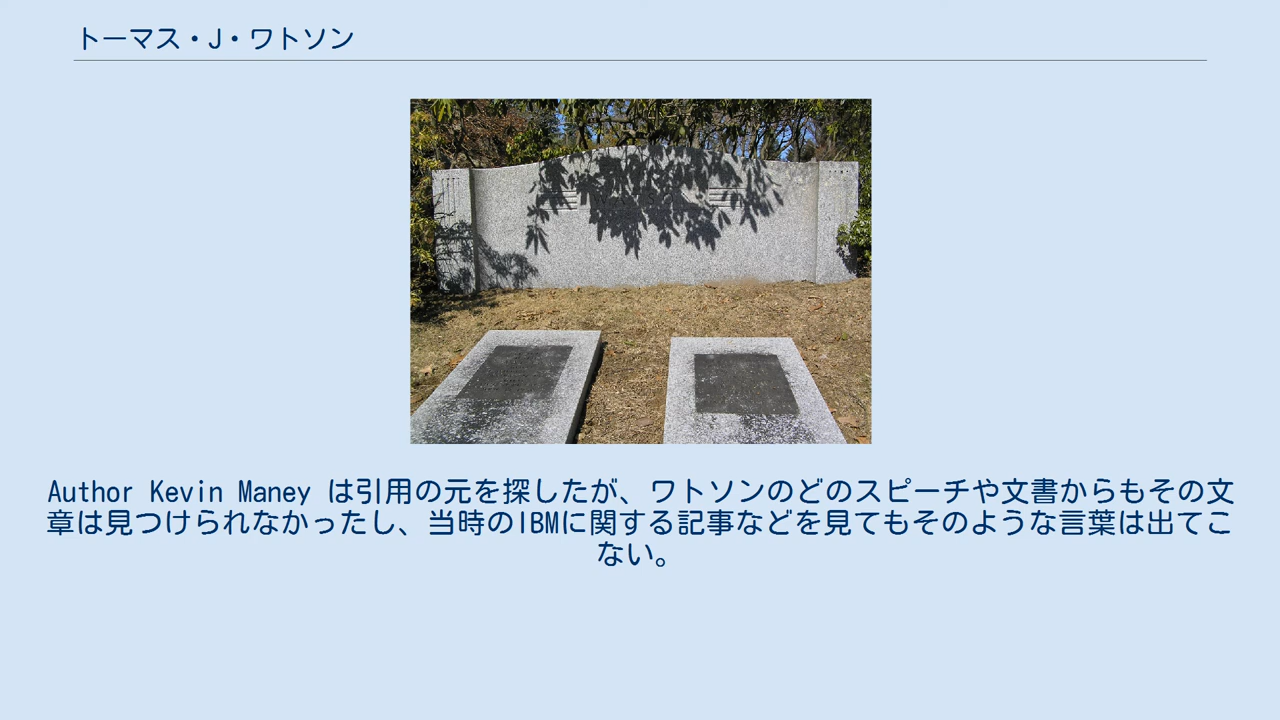 トーマス・J・ワトソン
Author Kevin Maney は引用の元を探したが、ワトソンのどのスピーチや文書からもその文
章は見つけられなかったし、当時のIBMに関する記事などを見てもそのような言葉は出てこ
ない。